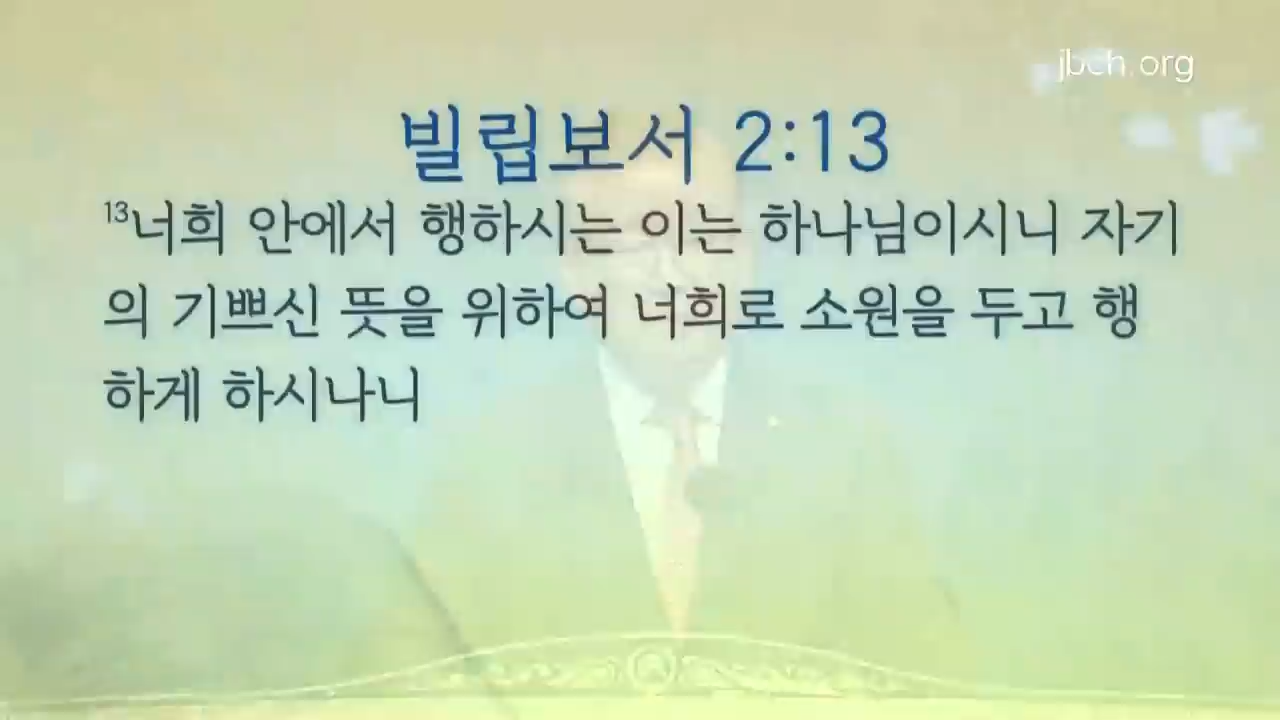 jbch.org
빌립보서 2:13
¹³너희 안에서 행하시는 이는 하나님이시니 자기
의 기쁘신 뜻을 위하여 너희로 소원을 두고 행
하게 하시나니